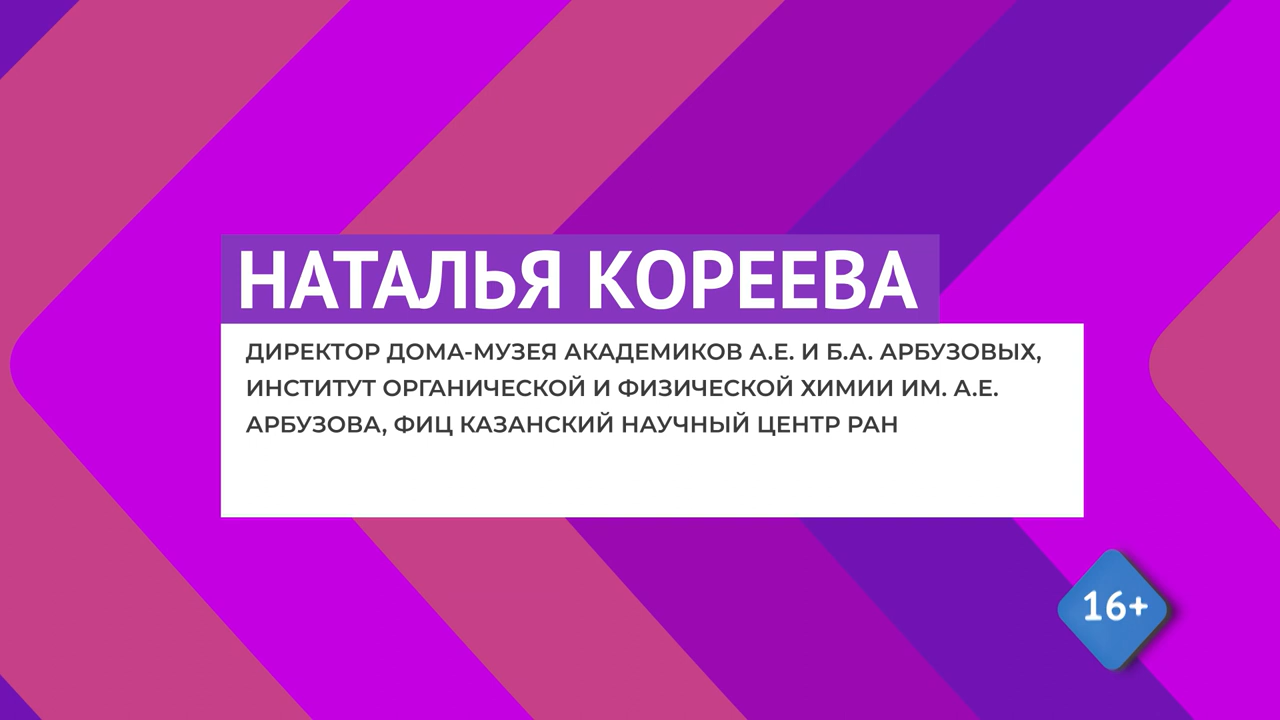 НАТАЛЬЯ КОРЕЕВА
ДИРЕКТОР ДОМА-МУЗЕЯ АКАДЕМИКОВ А.Е. И Б.А. АРБУЗОВЫХ,
ИНСТИТУТ ОРГАНИЧЕСКОЙ И ФИЗИЧЕСКОЙ ХИМИИ ИМ. А.Е.
АРБУЗОВА, ФИЦ КАЗАНСКИЙ НАУЧНЫЙ ЦЕНТР РАН
16+